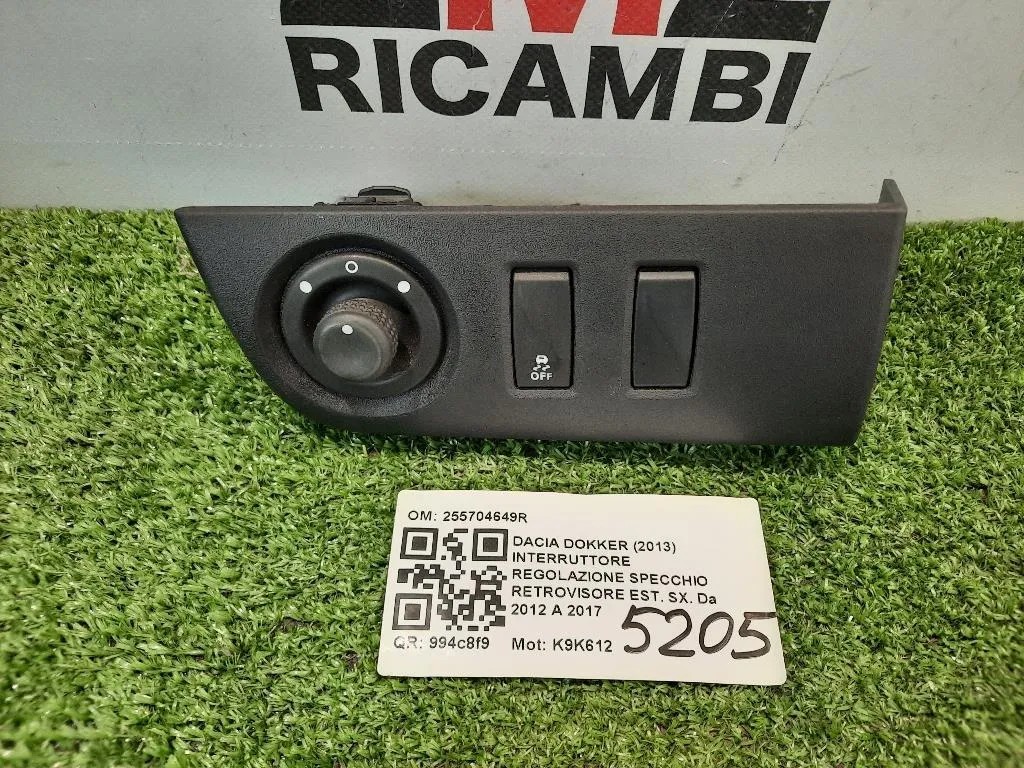 RICAMBI
OFF
OM: 255704649R
DACIA DOKKER (2013)
INTERRUTTORE
REGOLAZIONE SPECCHIO
RETROVISORE EST. SX. Da
2012 A 2017
5205
QR: 994c8f9 Mot: K9K612